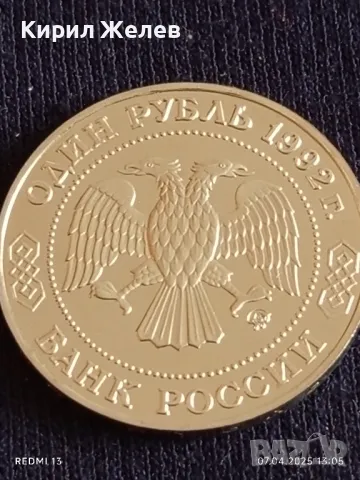 Кирил Желев
ОДИН РУБЛЬ 1992 г.
БАНК РОССИИ
REDMI 13
07.04.2025 13:05